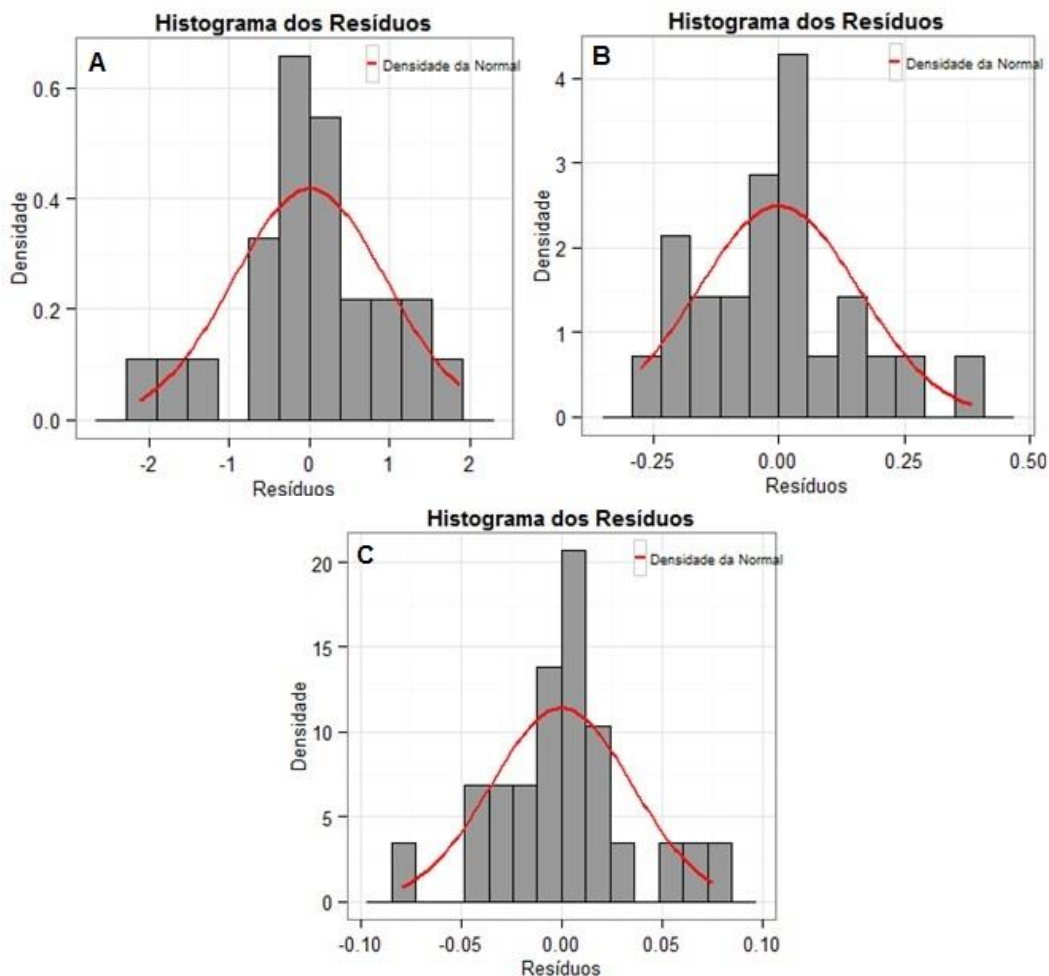 Histograma dos Resíduos
A
Densidade da Normal
Densidade
0.6
0.4
0.2
0.0
-2 -1 0 1 2
Resíduos
Histograma dos Resíduos
B
Densidade da Normal
Densidade
4
3
2
1
0
-0.25 0.00 0.25 0.50
Resíduos
Histograma dos Resíduos
C
Densidade da Normal
Densidade
20
15
10
5
0
-0.10 -0.05 0.00 0.05 0.10
Resíduos